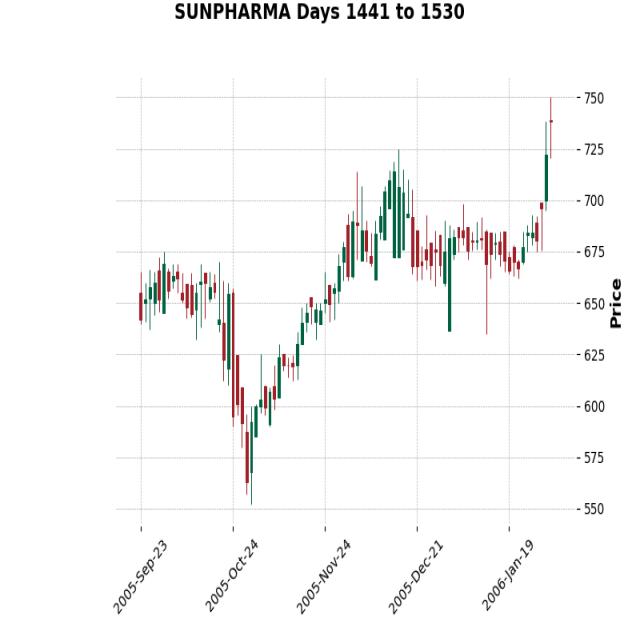 SUNPHARMA Days 1441 to 1530
750
725
700
675
650
625
600
575
550
Price
2005-Sep-23
2005-Oct-24
2005-Nov-24
2005-Dec-21
2006-Jan-19